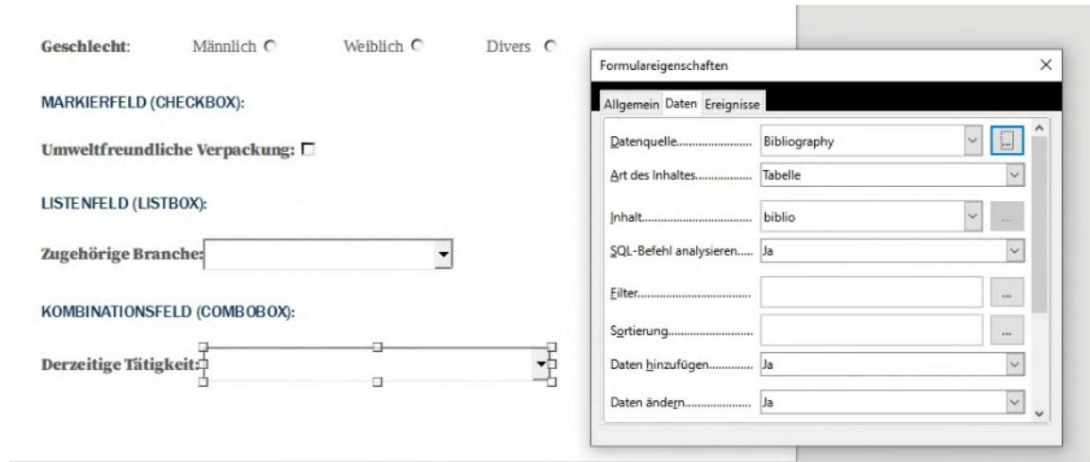 Geschlecht: Männlich Weiblich Divers
MARKIERFELD (CHECKBOX):
Umweltfreundliche Verpackung:
LISTENFELD (LISTBOX):
Zugehörige Branche:
KOMBINATIONSFELD (COMBOBOX):
Derzeitige Tätigkeit:
Formulareigenschaften
Allgemein Daten Ereignisse
Datenquelle........................ Bibliography ...
Art des Inhaltes................... Tabelle
Inhalt.................................... biblio ...
SQL-Befehl analysieren..... Ja
Filter.................................... ...
Sortierung........................... ...
Daten hinzufügen.............. Ja
Daten ändern...................... Ja